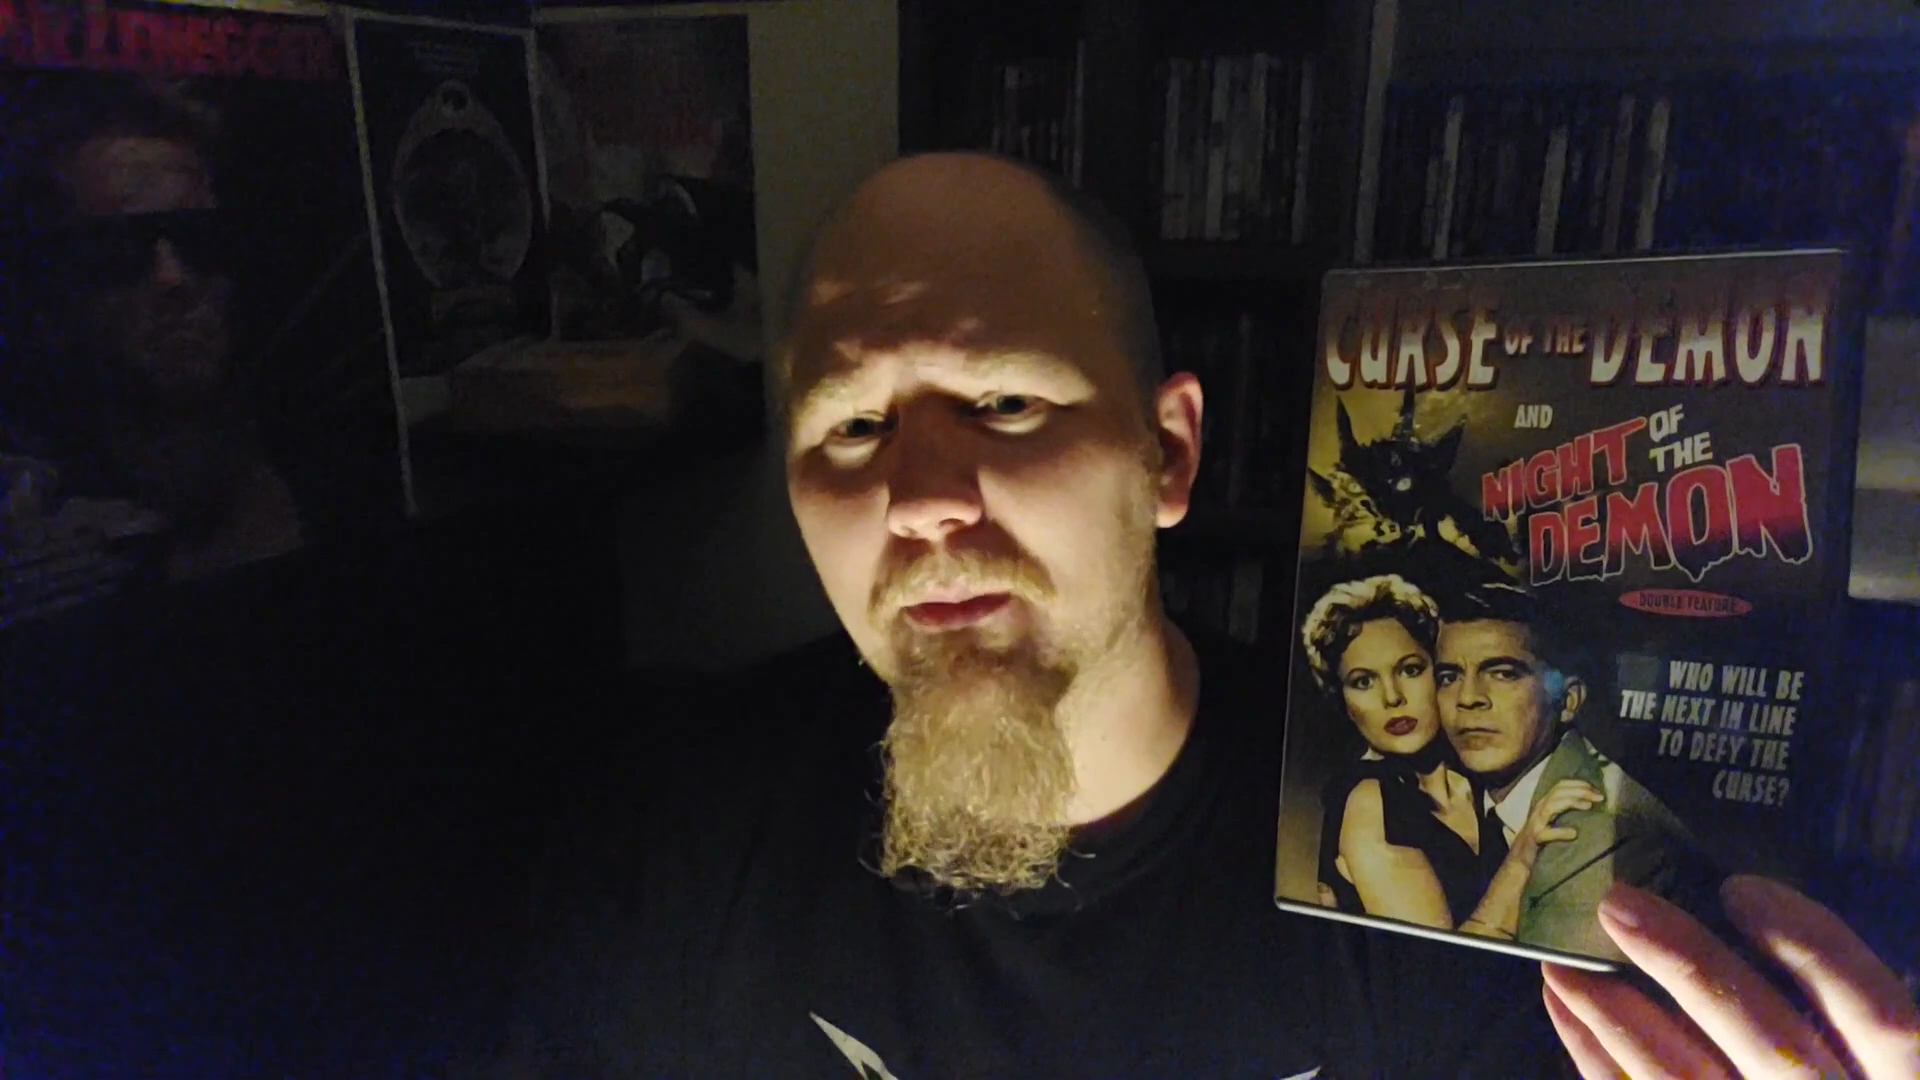 CURSE OF THE DEMON
AND
NIGHT OF THE DEMON
DOUBLE FEATURE
WHO WILL BE
THE NEXT IN LINE
TO DEFY THE
CURSE?